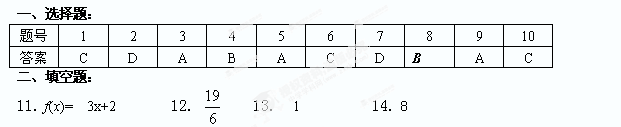 一、选择题:
题号 1 2 3 4 5 6 7 8 9 10
答案 C D A B A C D B A C
二、填空题:
11. f(x)= 3x+2 12. 19/6 13. 1 14. 8